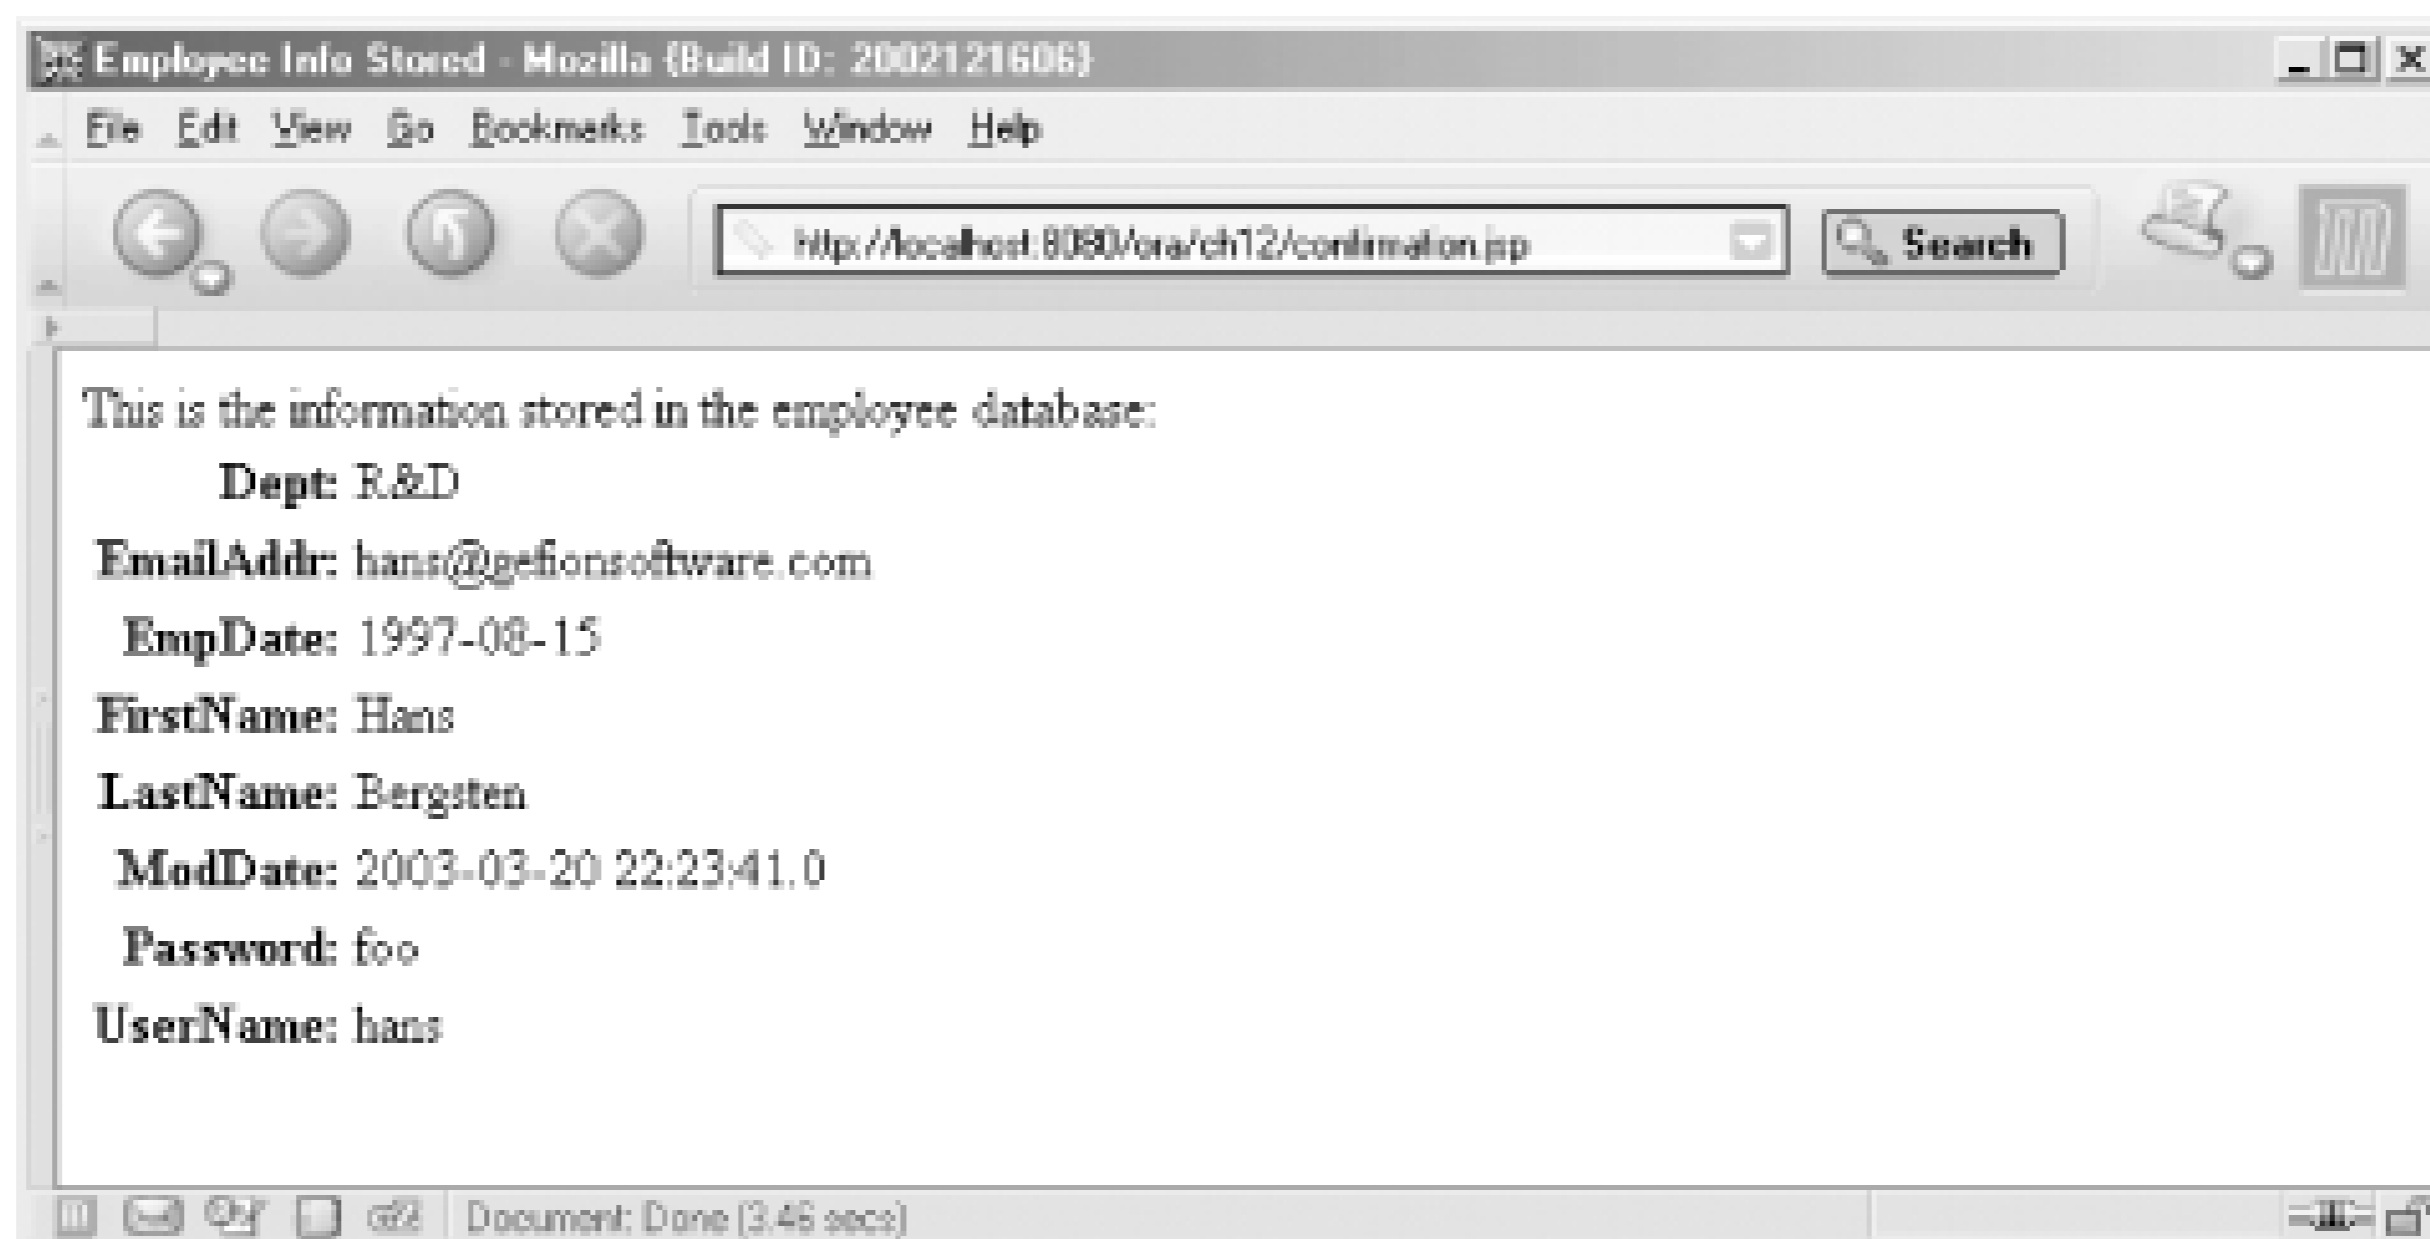 Employee Info Stored - Mozilla {Build ID: 2002121606}
File Edit View Go Bookmarks Tools Window Help
http://localhost:8080/ora/ch12/confirmation.jsp
Search
This is the information stored in the employee database:
Dept: R&D
EmailAddr: hans@gefionsoftware.com
EmpDate: 1997-08-15
FirstName: Hans
LastName: Bergsten
ModDate: 2003-03-20 22:23:41.0
Password: foo
UserName: hans
Document: Done (3.46 secs)